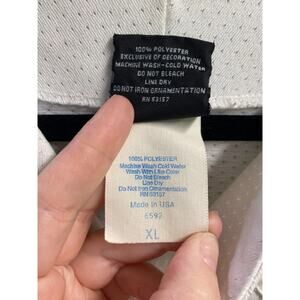 100% POLYESTER
EXCLUSIVE OF DECORATION
MACHINE WASH-COLD WATER
DO NOT BLEACH
LINE DRY
DO NOT IRON ORNAMENTATION
RN 53157
100% POLYESTER
Machine Wash Cold Water
Wash With Like Color
Do Not Bleach
Line Dry
Do Not Iron Ornamentation
RN 53157
Made in USA
6592
XL